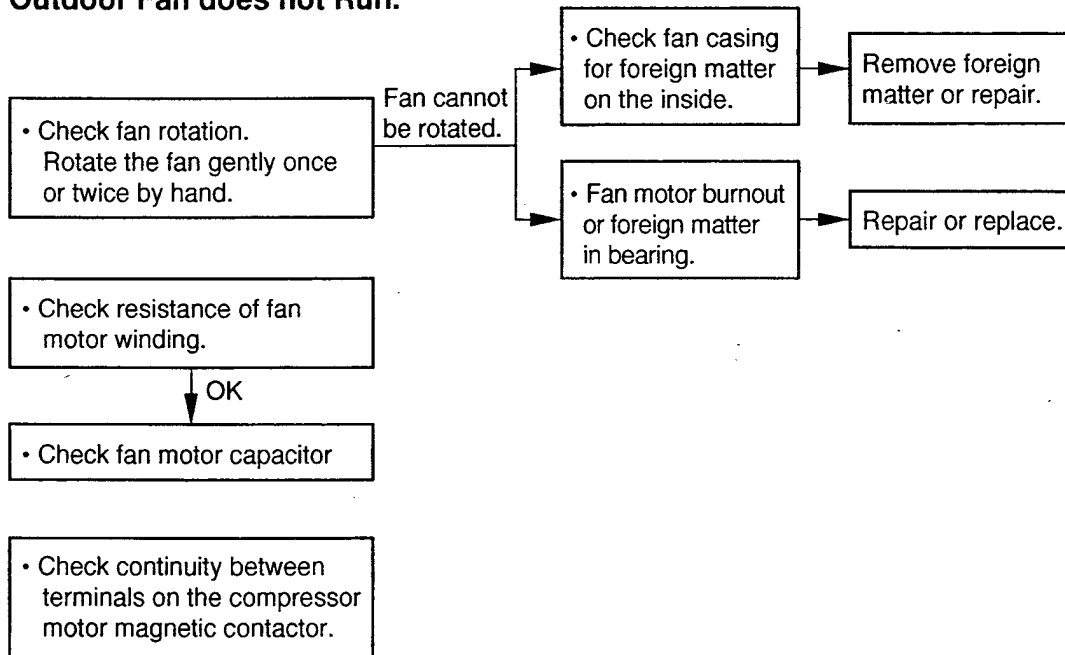 Outdoor Fan does not Run.
• Check fan rotation.
Rotate the fan gently once
or twice by hand.
Fan cannot
be rotated.
• Check fan casing
for foreign matter
on the inside.
Remove foreign
matter or repair.
• Fan motor burnout
or foreign matter
in bearing.
Repair or replace.
• Check resistance of fan
motor winding.
OK
• Check fan motor capacitor
• Check continuity between
terminals on the compressor
motor magnetic contactor.